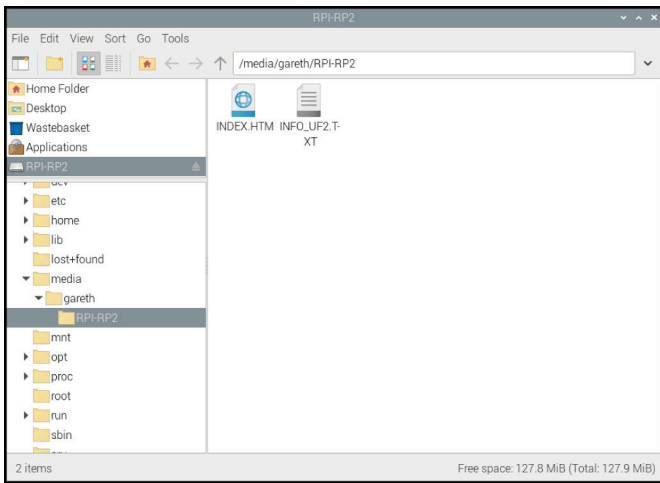 RPI-RP2
File Edit View Sort Go Tools
/media/gareth/RPI-RP2
Home Folder
Desktop
Wastebasket
Applications
RPI-RP2
dev
etc
home
lib
lost+found
media
gareth
RPI-RP2
mnt
opt
proc
root
run
sbin
INDEX.HTM INFO_UF2.T-
XT
2 items
Free space: 127.8 MiB (Total: 127.9 MiB)